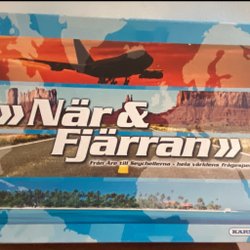 »När &
Fjärran»
Från Åre till Seychellerna - hela världens frågespel